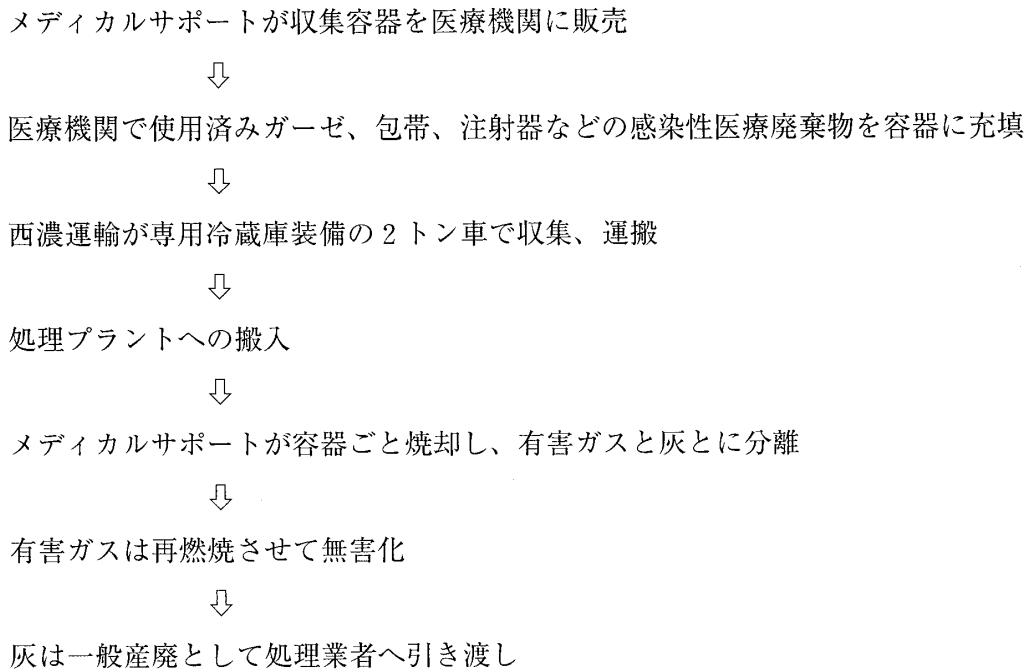 メディカルサポートが収集容器を医療機関に販売
⇩
医療機関で使用済みガーゼ、包帯、注射器などの感染性医療廃棄物を容器に充填
⇩
西濃運輸が専用冷蔵庫装備の２トン車で収集、運搬
⇩
処理プラントへの搬入
⇩
メディカルサポートが容器ごと焼却し、有害ガスと灰とに分離
⇩
有害ガスは再燃焼させて無害化
⇩
灰は一般産廃として処理業者へ引き渡し